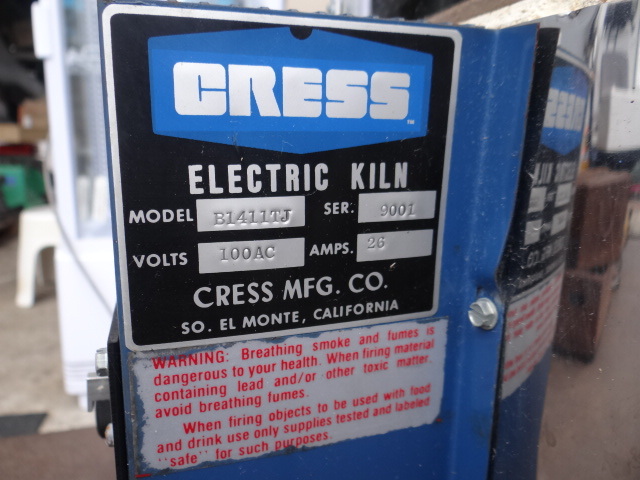 CRESS
ELECTRIC KILN
MODEL B1411TJ SER. 9001
VOLTS 100AC AMPS. 26
CRESS MFG. CO.
SO. EL MONTE, CALIFORNIA
WARNING: Breathing smoke and fumes is
dangerous to your health. When firing material
containing lead and/or other toxic matter,
avoid breathing fumes.
When firing objects to be used with food
and drink use only supplies tested and labeled
"safe" for such purposes.